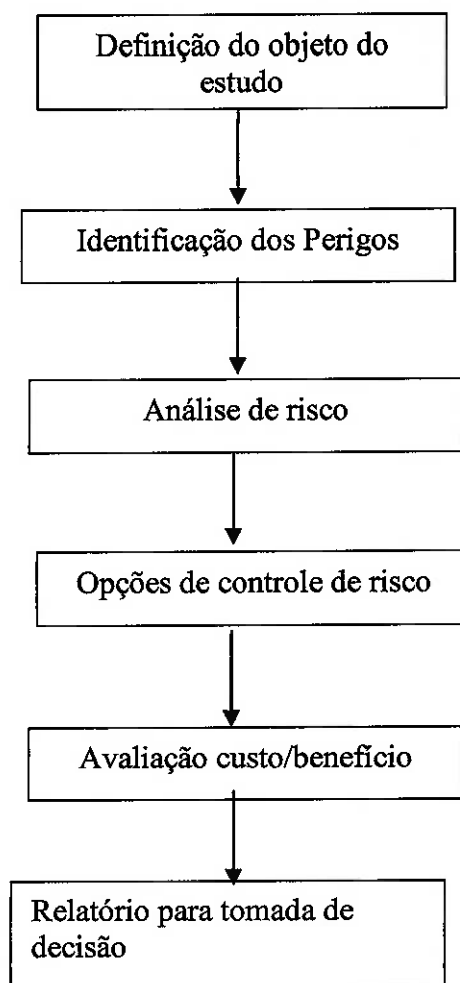 Definição do objeto do
estudo
Identificação dos Perigos
Análise de risco
Opções de controle de risco
Avaliação custo/benefício
Relatório para tomada de
decisão